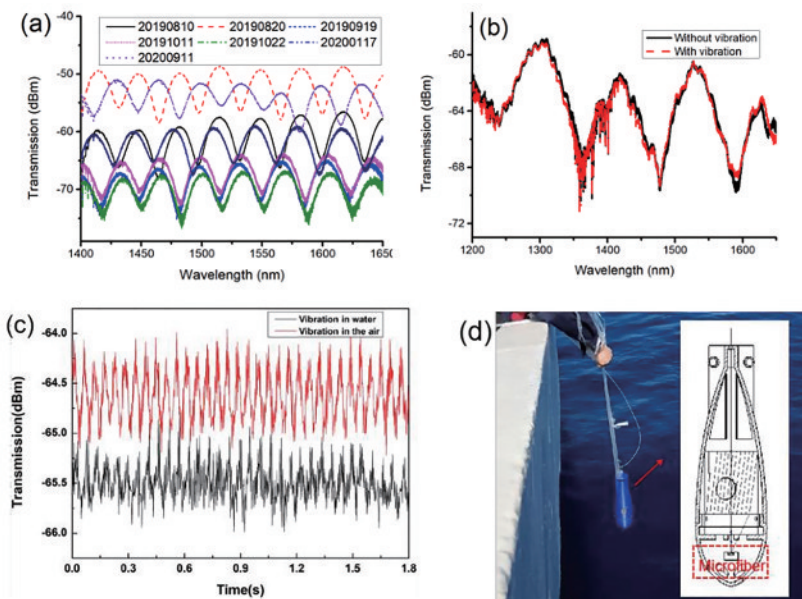 (a)
20190810 20190820 20190919
20191011 20191022 20200117
20200911
-40
-50
-60
-70
Transmission (dBm)
1400 1450 1500 1550 1600 1650
Wavelength (nm)
(b)
Without vibration
With vibration
-60
-64
-68
-72
Transmission (dBm)
1200 1300 1400 1500 1600
Wavelength (nm)
(c)
Vibration in water
Vibration in the air
-64.0
-64.5
-65.0
-65.5
-66.0
Transmission(dBm)
0.0 0.3 0.6 0.9 1.2 1.5 1.8
Time(s)
(d)
Microfiber